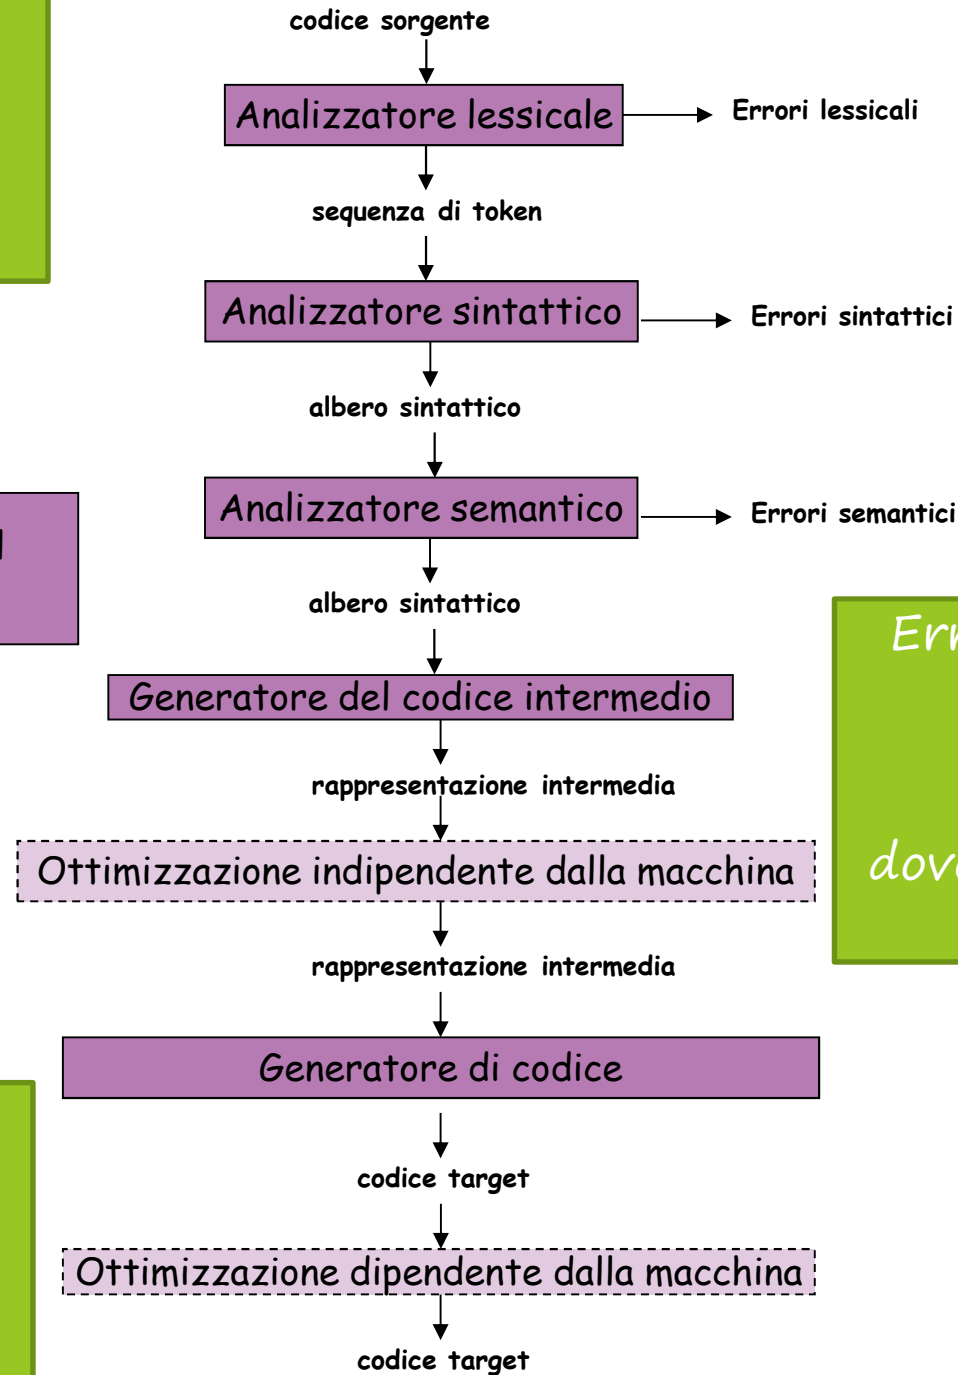 codice sorgente
Analizzatore lessicale
Errori lessicali
sequenza di token
Analizzatore sintattico
Errori sintattici
albero sintattico
Analizzatore semantico
Errori semantici
albero sintattico
Generatore del codice intermedio
rappresentazione intermedia
Ottimizzazione indipendente dalla macchina
rappresentazione intermedia
Generatore di codice
codice target
Ottimizzazione dipendente dalla macchina
codice target